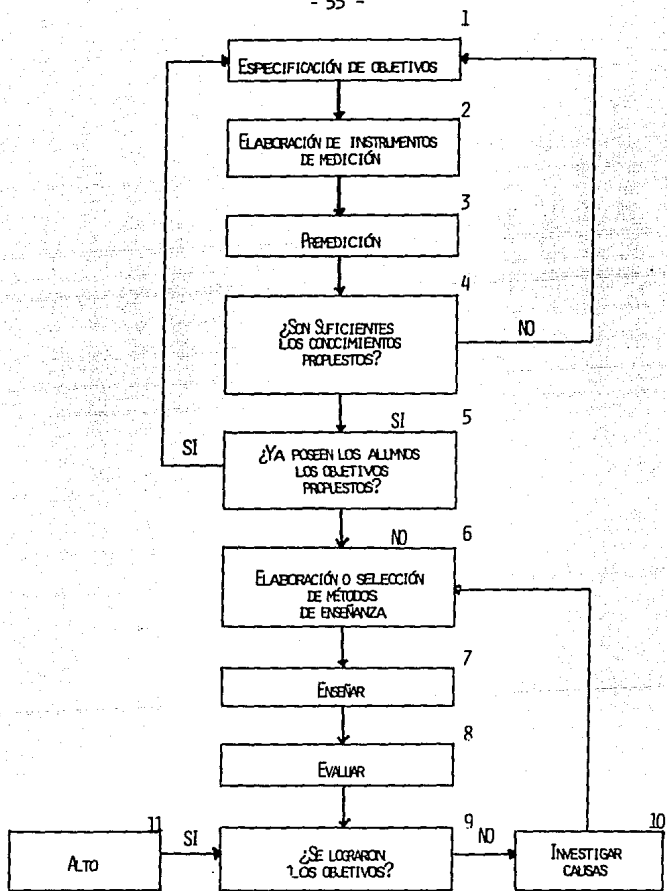 - 55 -
1
ESPECIFICACIÓN DE OBJETIVOS
2
ELABORACIÓN DE INSTRUMENTOS
DE MEDICIÓN
3
PREMEDICIÓN
4
¿SON SUFICIENTES
LOS CONOCIMIENTOS
PROPUESTOS?
NO
SI
5
SI
¿YA POSEEN LOS ALUMNOS
LOS OBJETIVOS
PROPUESTOS?
NO
6
ELABORACIÓN O SELECCIÓN
DE MÉTODOS
DE ENSEÑANZA
7
ENSEÑAR
8
EVALUAR
11
ALTO
SI
9
¿SE LOGRARON
LOS OBJETIVOS?
NO
10
INVESTIGAR
CAUSAS